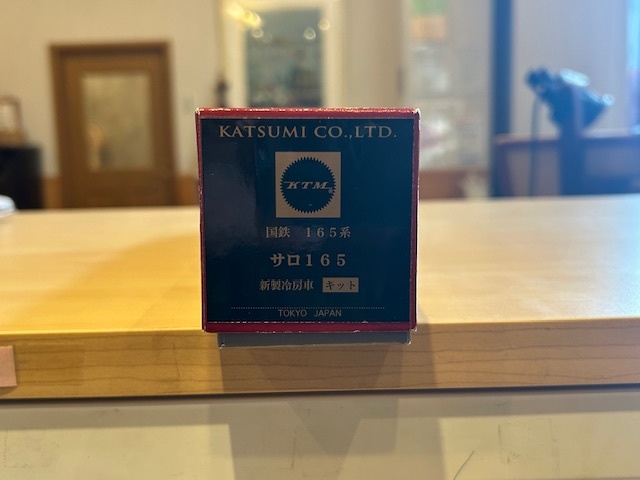 KATSUMI CO.,LTD.
KTM
国鉄 165系
サロ165
新製冷房車 キット
TOKYO JAPAN